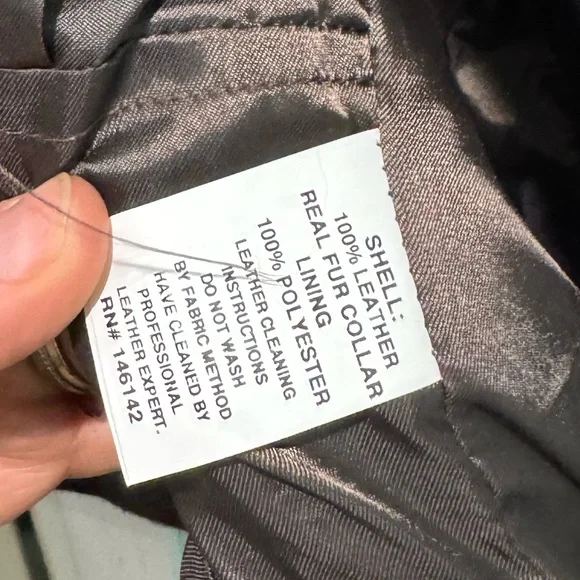 SHELL:
100% LEATHER
REAL FUR COLLAR
LINING
100% POLYESTER
LEATHER CLEANING
INSTRUCTIONS
DO NOT WASH
BY FABRIC METHOD
HAVE CLEANED BY
PROFESSIONAL
LEATHER EXPERT.
RN# 146142